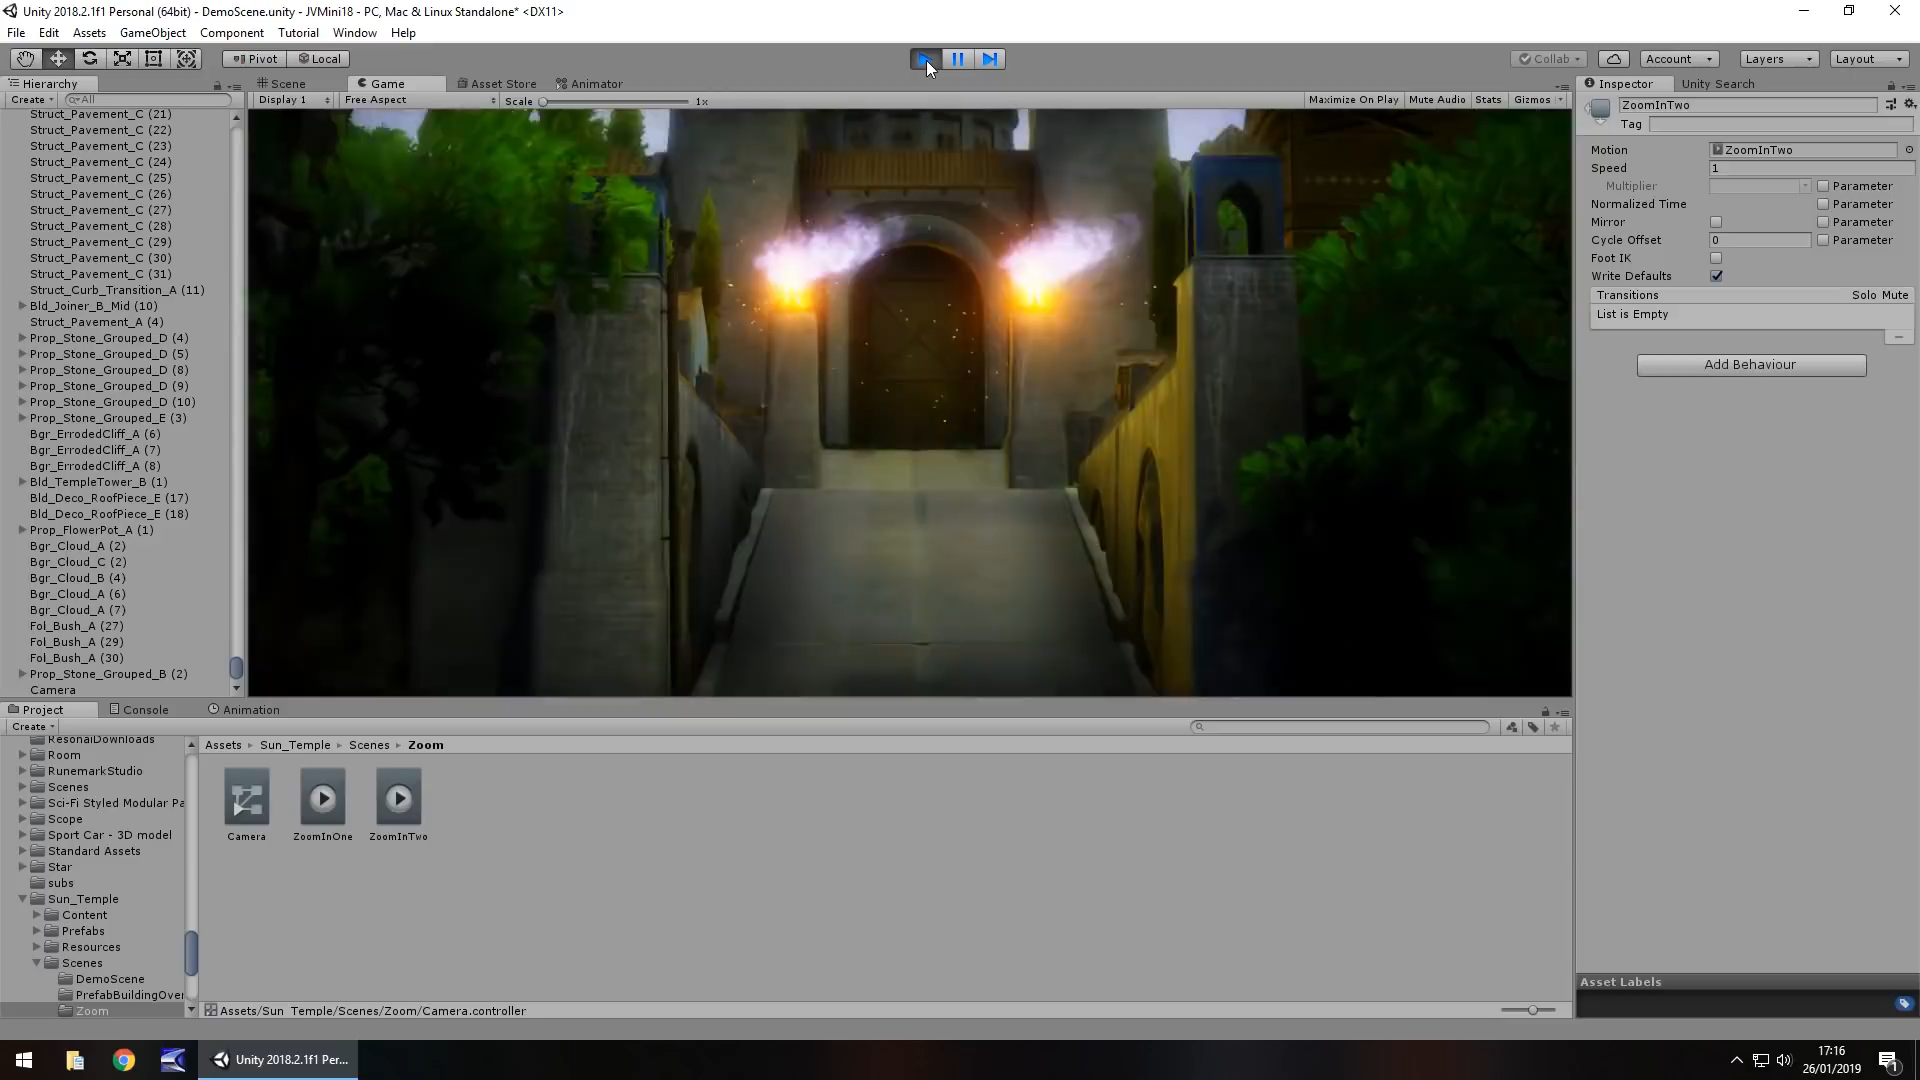 Unity 2018.2.1f1 Personal (64bit) - DemoScene.unity - JVMini18 - PC, Mac & Linux Standalone* <DX11>
File Edit Assets GameObject Component Tutorial Window Help
Pivot Local Collab Account Layers Layout
Hierarchy Scene Game Asset Store Animator Inspector Unity Search
Create All Display 1 Free Aspect Scale 1x Maximize On Play Mute Audio Stats Gizmos
Struct_Pavement_C (21)
Struct_Pavement_C (22)
Struct_Pavement_C (23)
Struct_Pavement_C (24)
Struct_Pavement_C (25)
Struct_Pavement_C (26)
Struct_Pavement_C (27)
Struct_Pavement_C (28)
Struct_Pavement_C (29)
Struct_Pavement_C (30)
Struct_Pavement_C (31)
Struct_Curb_Transition_A (11)
Bld_Joiner_B_Mid (10)
Struct_Pavement_A (4)
Prop_Stone_Grouped_D (4)
Prop_Stone_Grouped_D (5)
Prop_Stone_Grouped_D (8)
Prop_Stone_Grouped_D (9)
Prop_Stone_Grouped_D (10)
Prop_Stone_Grouped_E (3)
Bgr_ErrodedCliff_A (6)
Bgr_ErrodedCliff_A (7)
Bgr_ErrodedCliff_A (8)
Bld_TempleTower_B (1)
Bld_Deco_RoofPiece_E (17)
Bld_Deco_RoofPiece_E (18)
Prop_FlowerPot_A (1)
Bgr_Cloud_A (2)
Bgr_Cloud_C (2)
Bgr_Cloud_B (4)
Bgr_Cloud_A (6)
Bgr_Cloud_A (7)
Fol_Bush_A (27)
Fol_Bush_A (29)
Fol_Bush_A (30)
Prop_Stone_Grouped_B (2)
Camera
ZoomInTwo
Tag
Motion ZoomInTwo
Speed 1
Multiplier Parameter
Normalized Time Parameter
Mirror Parameter
Cycle Offset 0 Parameter
Foot IK
Write Defaults
Transitions Solo Mute
List is Empty
Add Behaviour
Project Console Animation
Create
ResonaiDownloads
Room
RunemarkStudio
Scenes
Sci-Fi Styled Modular Pa
Scope
Sport Car - 3D model
Standard Assets
Star
subs
Sun_Temple
Content
Prefabs
Resources
Scenes
DemoScene
PrefabBuildingOver
Zoom
Assets Sun_Temple Scenes Zoom
Camera ZoomInOne ZoomInTwo
Assets/Sun_Temple/Scenes/Zoom/Camera.controller
Asset Labels
Unity 2018.2.1f1 Per...
17:16
26/01/2019
1